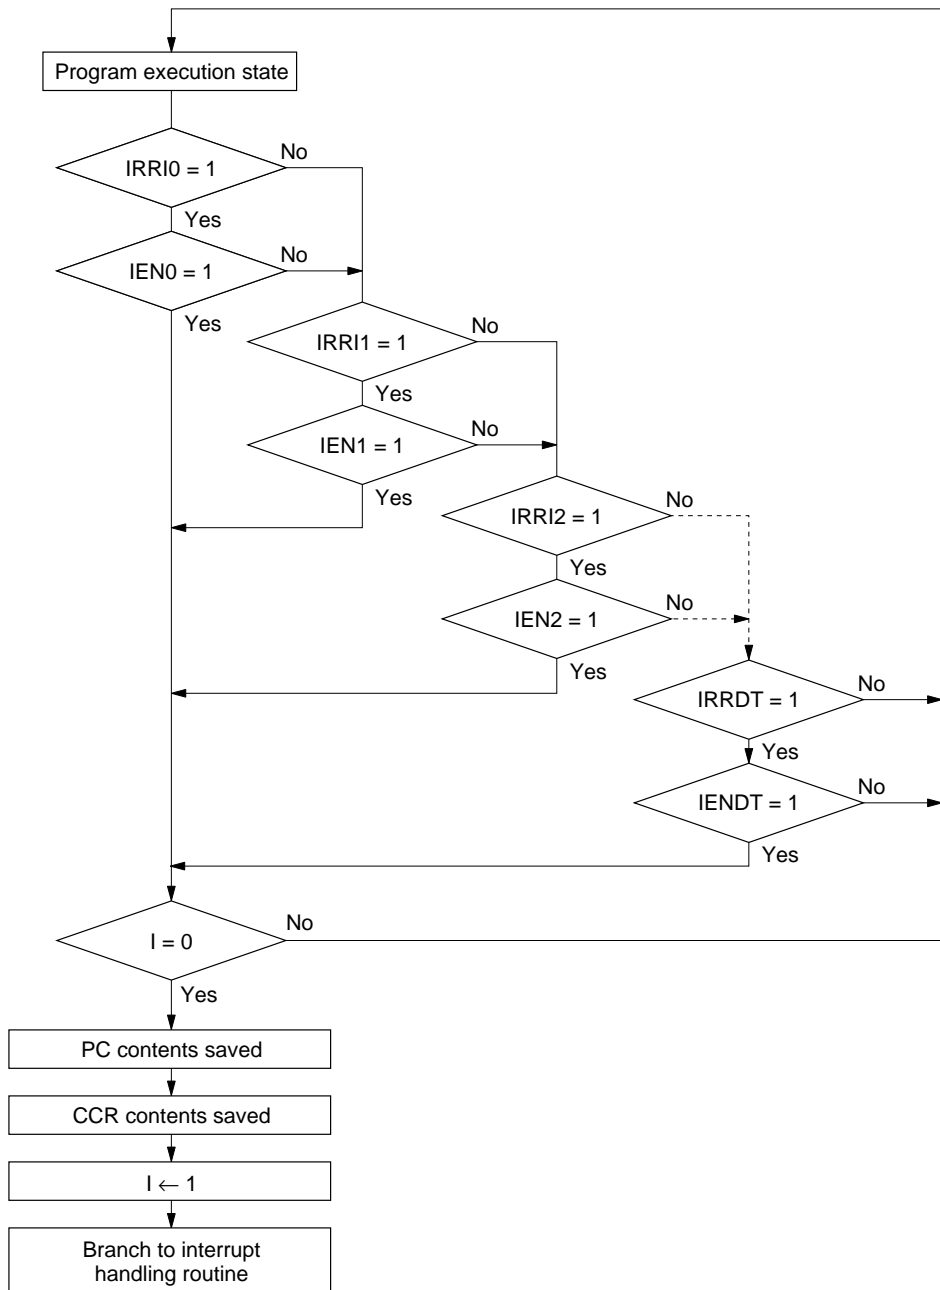 Program execution state
IRRI0 = 1
No
Yes
IEN0 = 1
No
Yes
IRRI1 = 1
No
Yes
IEN1 = 1
No
Yes
IRRI2 = 1
No
Yes
IEN2 = 1
No
Yes
IRRDT = 1
No
Yes
IENDT = 1
No
Yes
I = 0
No
Yes
PC contents saved
CCR contents saved
I ← 1
Branch to interrupt
handling routine